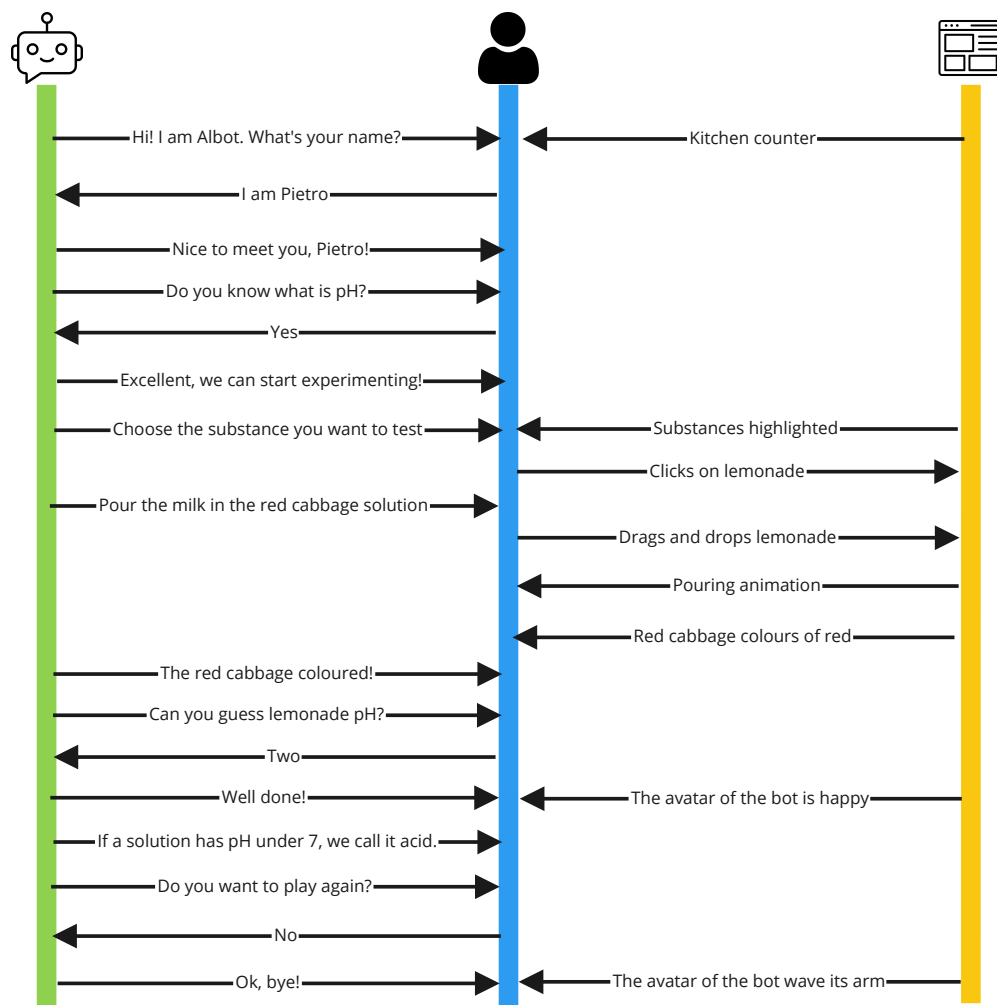 Hi! I am Albot. What's your name?
Kitchen counter
I am Pietro
Nice to meet you, Pietro!
Do you know what is pH?
Yes
Excellent, we can start experimenting!
Choose the substance you want to test
Substances highlighted
Clicks on lemonade
Pour the milk in the red cabbage solution
Drags and drops lemonade
Pouring animation
Red cabbage colours of red
The red cabbage coloured!
Can you guess lemonade pH?
Two
Well done!
The avatar of the bot is happy
If a solution has pH under 7, we call it acid.
Do you want to play again?
No
Ok, bye!
The avatar of the bot wave its arm